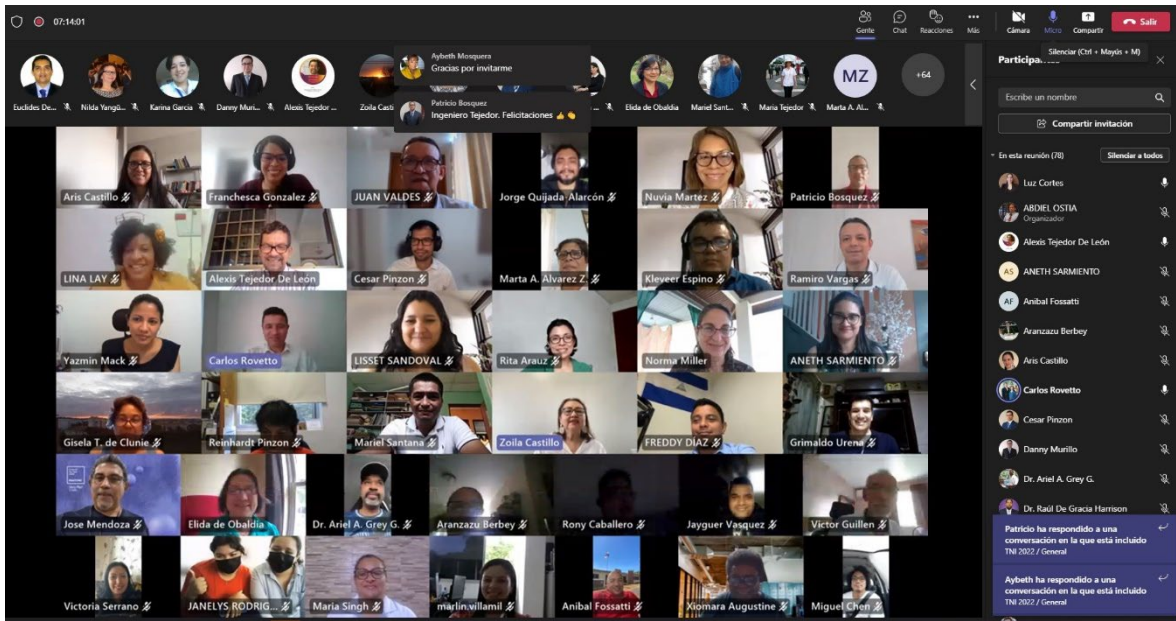 07:14:01
Gente
Chat
Reacciones
Más
Cámara
Micro
Compartir
Salir
Silenciar (Ctrl + Mayús + M)
Euclides De...
Nilda Yangü...
Karina Garcia
Danny Muri...
Alexis Tejedor ...
Zoila Casti
Aybeth Mosquera
Gracias por invitarme
Patricio Bosquez
Ingeniero Tejedor. Felicitaciones 👍 👏
Elida de Obaldia
Mariel Sant...
Maria Tejedor
MZ
Marta A. Al...
+64
Aris Castillo
Franchesca Gonzalez
JUAN VALDES
Jorge Quijada-Alarcón
Nuvia Martez
Patricio Bosquez
LINA LAY
Alexis Tejedor De León
Cesar Pinzon
Marta A. Alvarez Z.
Kleveer Espino
Ramiro Vargas
Yazmin Mack
Carlos Rovetto
LISSET SANDOVAL
Rita Arauz
Norma Miller
ANETH SARMIENTO
Gisela T. de Clunie
Reinhardt Pinzon
Mariel Santana
Zoila Castillo
FREDDY DÍAZ
Grimaldo Urena
Jose Mendoza
Elida de Obaldia
Dr. Ariel A. Grey G.
Aranzazu Berbey
Rony Caballero
Jayguer Vasquez
Victor Guillen
Victoria Serrano
JANELYS RODRIG...
Maria Singh
marlin.villamil
Anibal Fossatti
Xiomara Augustine
Miguel Chen
Escribe un nombre
Compartir invitación
En esta reunión (78)
Silenciar a todos
Luz Cortes
ABDIEL OSTIA
Organizador
Alexis Tejedor De León
AS
ANETH SARMIENTO
AF
Anibal Fossatti
Aranzazu Berbey
Aris Castillo
Carlos Rovetto
Cesar Pinzon
Danny Murillo
Dr. Ariel A. Grey G.
Dr. Raúl De Gracia Harrison
Patricio ha respondido a una
conversación en la que está incluido
TNI 2022 / General
Aybeth ha respondido a una
conversación en la que está incluido
TNI 2022 / General